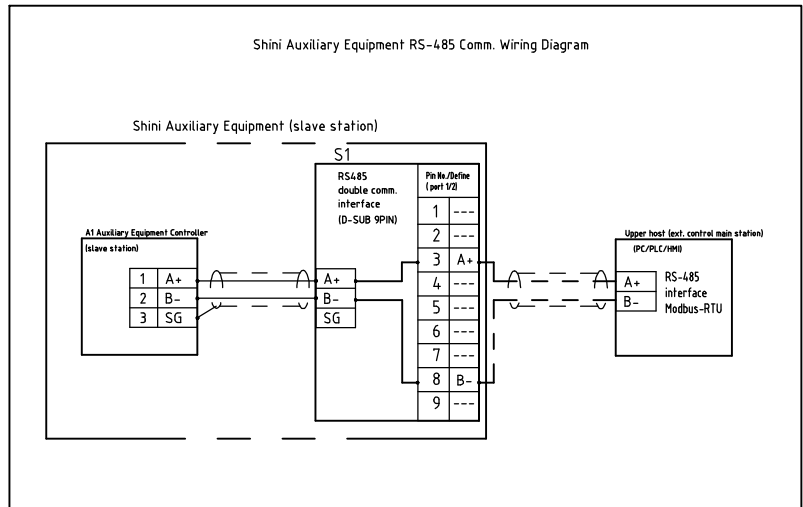 Shini Auxiliary Equipment RS-485 Comm. Wiring Diagram
Shini Auxiliary Equipment (slave station)
S1
A1 Auxiliary Equipment Controller
(slave station)
1 A+
2 B-
3 SG
RS485
double comm.
interface
(D-SUB 9PIN)
A+
B-
SG
Pin No./Define
(port 1/2)
1 ---
2 ---
3 A+
4 ---
5 ---
6 ---
7 ---
8 B-
9 ---
Upper host (ext. control main station)
(PC/PLC/HMI)
A+
B-
RS-485
interface
Modbus-RTU